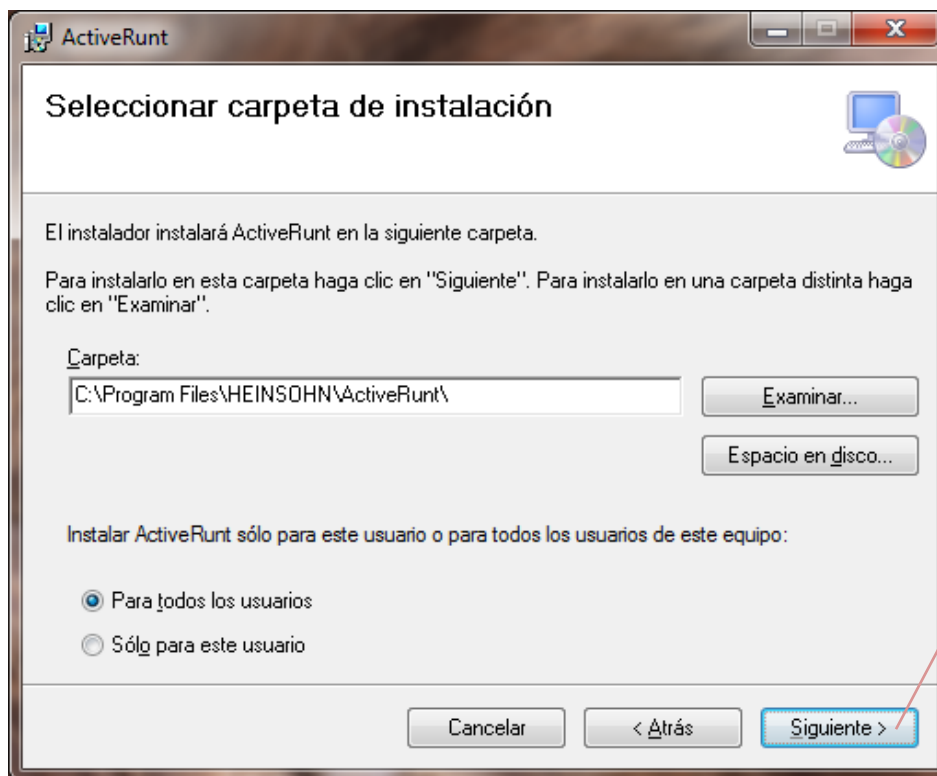 ActiveRunt
Seleccionar carpeta de instalación
El instalador instalará ActiveRunt en la siguiente carpeta.
Para instalarlo en esta carpeta haga clic en "Siguiente". Para instalarlo en una carpeta distinta haga
clic en "Examinar".
Carpeta:
C:\Program Files\HEINSOHN\ActiveRunt\
Examinar...
Espacio en disco...
Instalar ActiveRunt sólo para este usuario o para todos los usuarios de este equipo:
Para todos los usuarios
Sólo para este usuario
Cancelar
< Atrás
Siguiente >